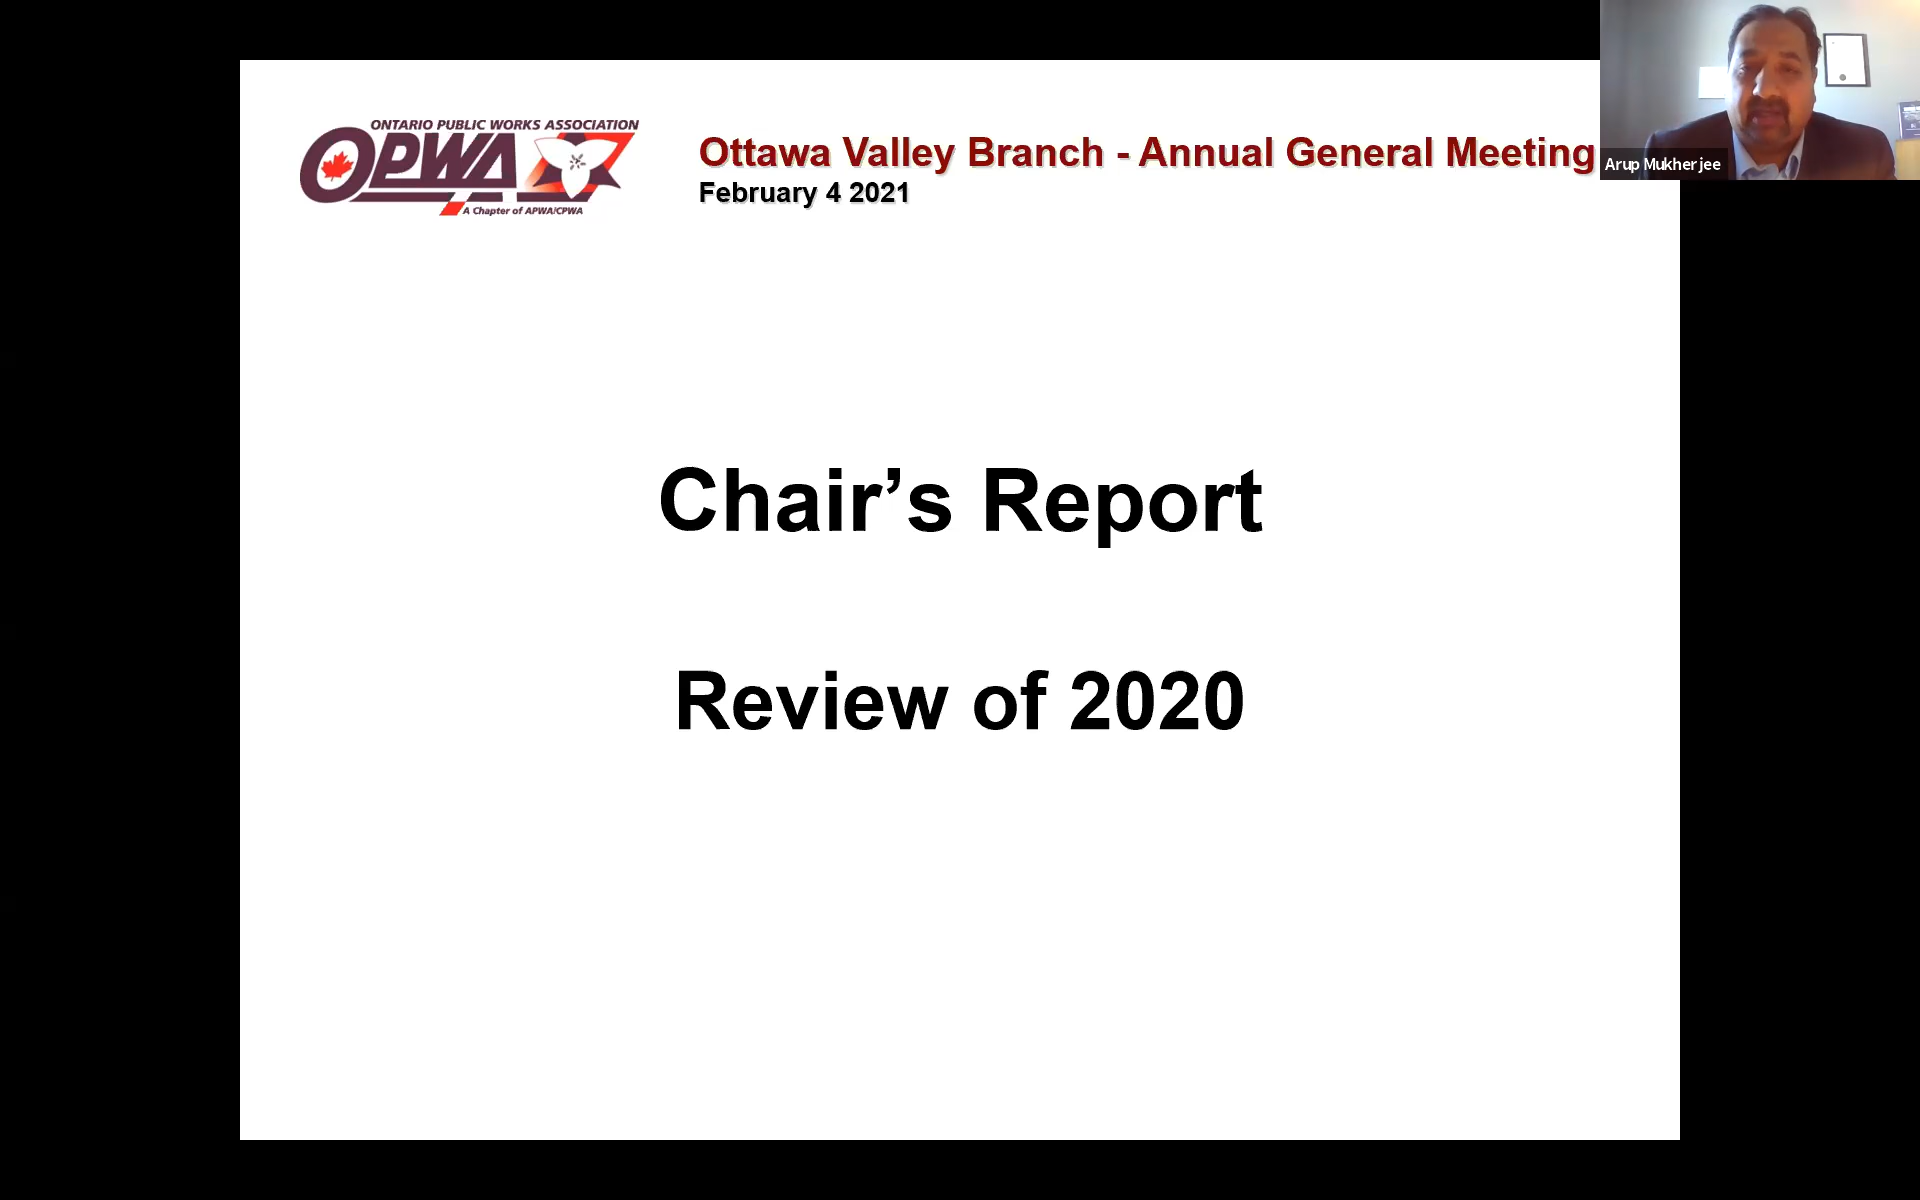 ONTARIO PUBLIC WORKS ASSOCIATION
OPWA
A Chapter of APWA/CPWA
Ottawa Valley Branch - Annual General Meeting
February 4 2021
Arup Mukherjee
Chair’s Report
Review of 2020